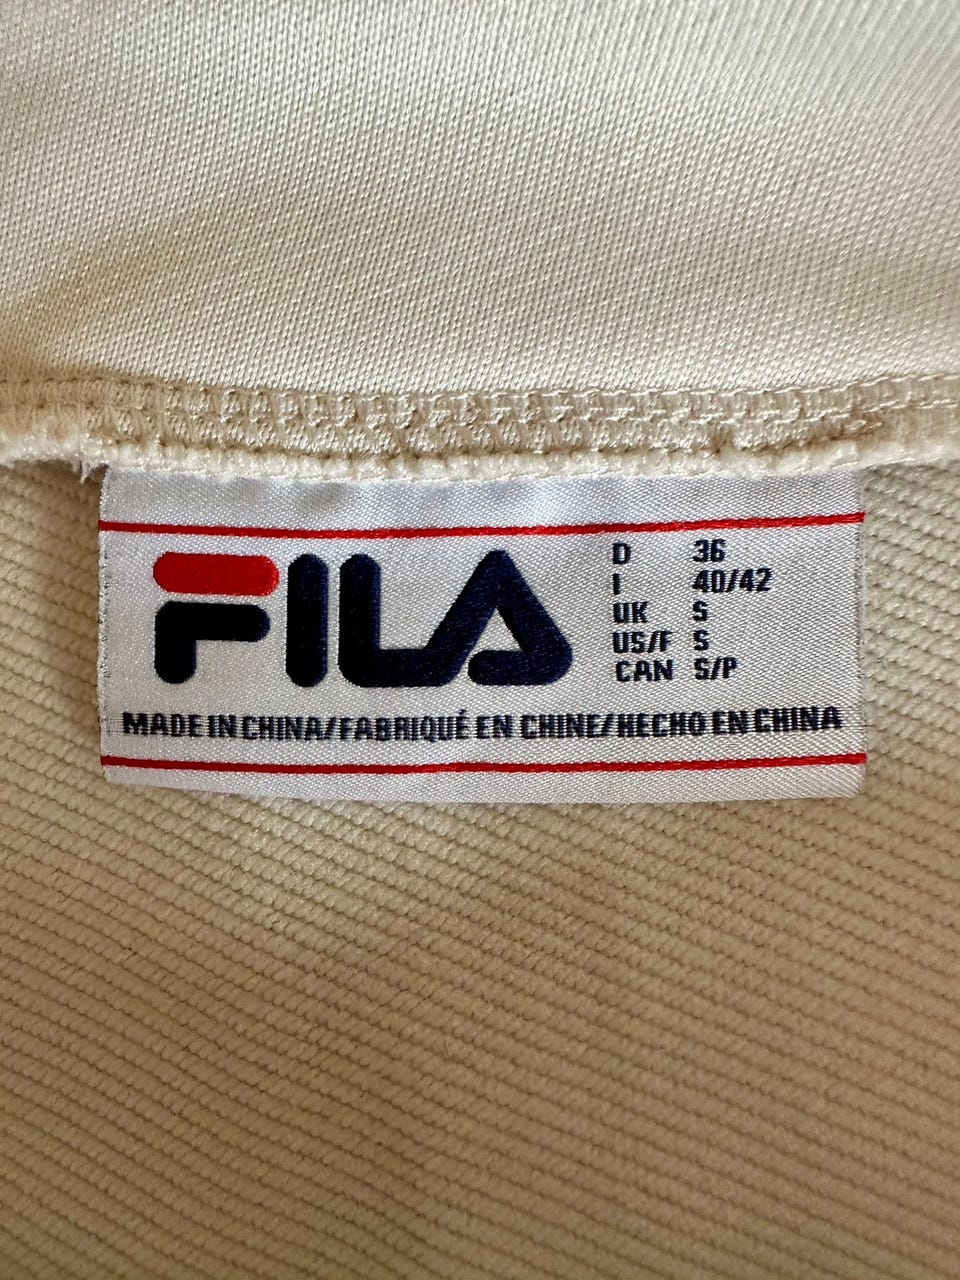 FILA
D 36
I 40/42
UK S
US/F S
CAN S/P
MADE IN CHINA/FABRIQUÉ EN CHINE/HECHO EN CHINA